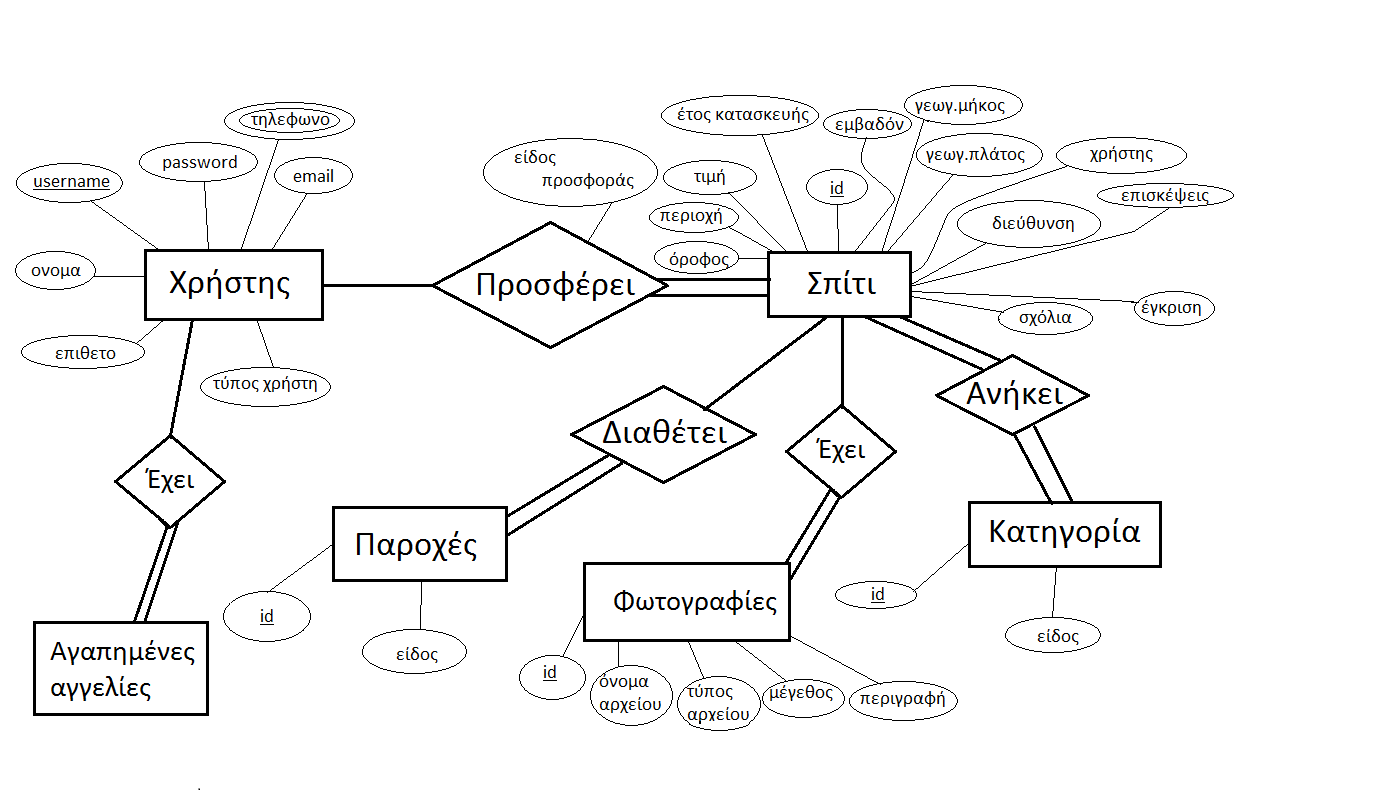 τηλεφωνο
username
password
email
ονομα
Χρήστης
επιθετο
τύπος χρήστη
είδος
προσφοράς
Προσφέρει
έτος κατασκευής
εμβαδόν
γεωγ.μήκος
γεωγ.πλάτος
χρήστης
επισκέψεις
τιμή
id
περιοχή
διεύθυνση
όροφος
Σπίτι
σχόλια
έγκριση
Έχει
Διαθέτει
Έχει
Ανήκει
Αγαπημένες
αγγελίες
Παροχές
id
είδος
Φωτογραφίες
id
όνομα
αρχείου
τύπος
αρχείου
μέγεθος
περιγραφή
Κατηγορία
id
είδος